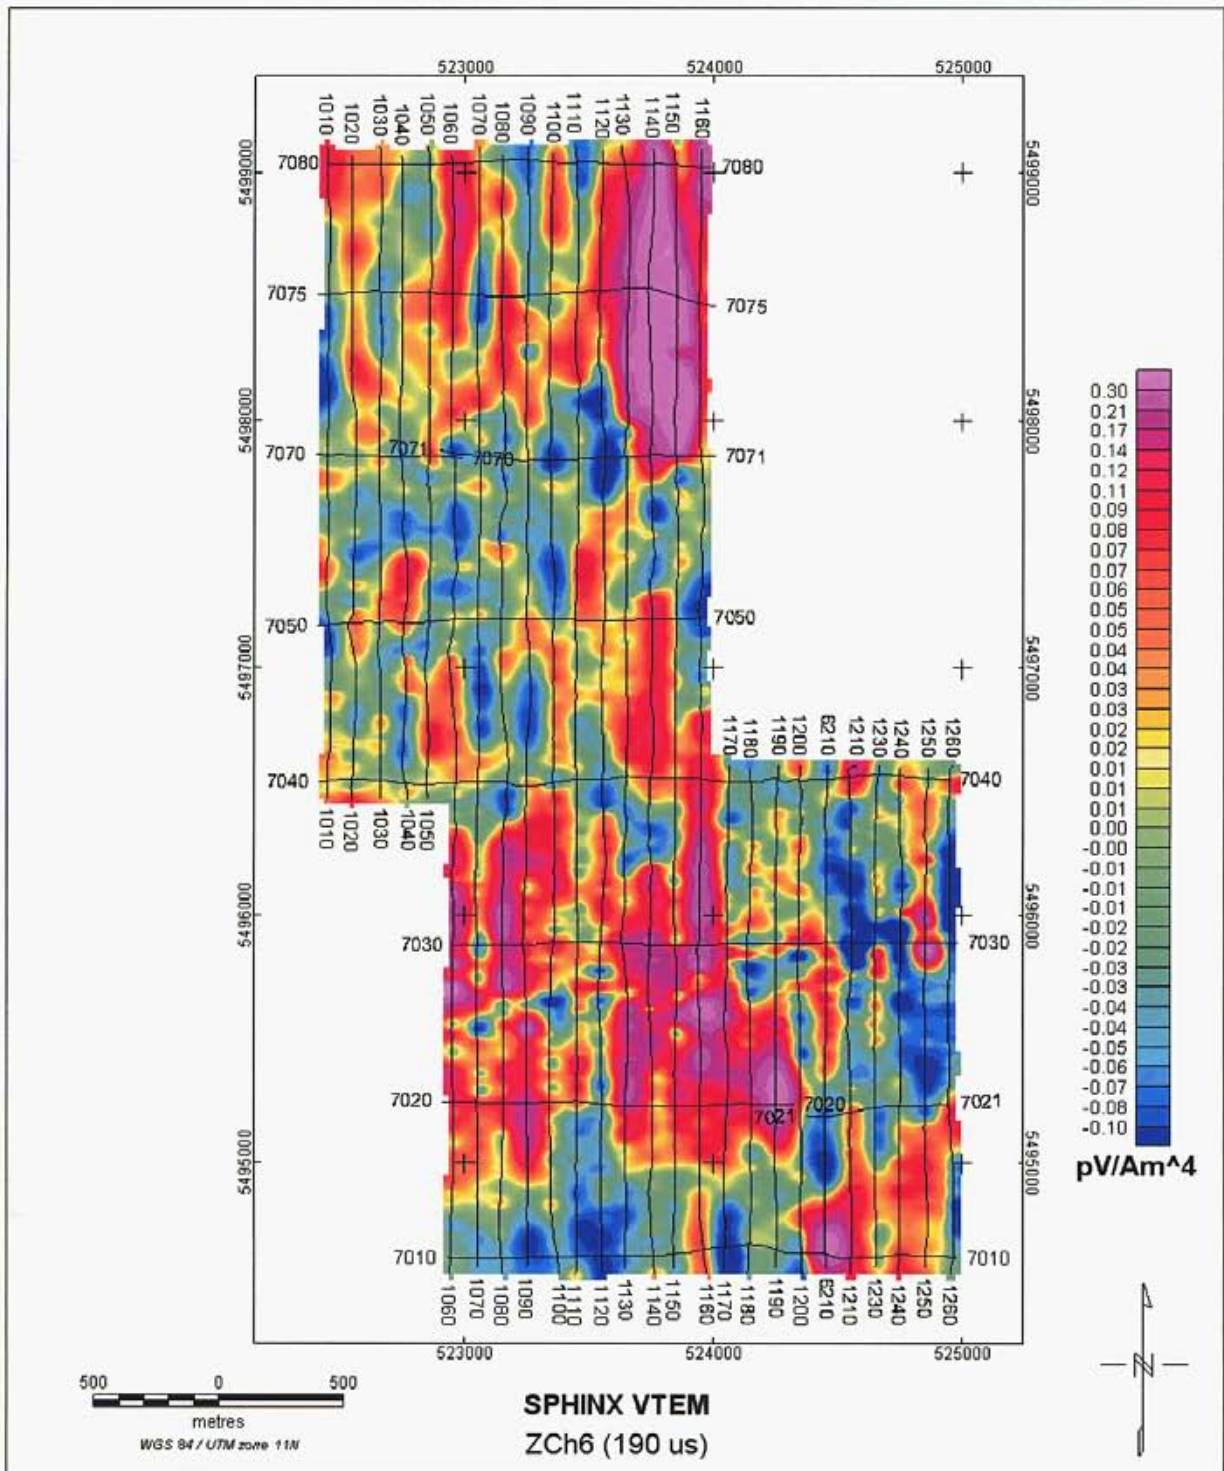 523000 524000 525000
1010 1020 1030 1040 1050 1060 1070 1080 1090 1100 1110 1120 1130 1140 1150 1160
5499000 7080 7080 5499000
7075 7075
5498000 5498000
7070 7071 7070 7071
7050 7050
5497000 5497000
1170 1180 1190 1200 6210 1210 1230 1240 1250 1260
7040 7040
1010 1020 1030 1040 1050
5496000 5496000
7030 7030
7020 7021 7020 7021
5495000 5495000
7010 7010
1060 1070 1080 1090 1100 1110 1120 1130 1140 1150 1160 1170 1180 1190 1200 6210 1210 1230 1240 1250 1260
523000 524000 525000
0.30
0.21
0.17
0.14
0.12
0.11
0.09
0.08
0.07
0.07
0.06
0.05
0.05
0.04
0.04
0.03
0.03
0.02
0.02
0.01
0.01
0.01
0.00
-0.00
-0.01
-0.01
-0.01
-0.02
-0.02
-0.03
-0.03
-0.04
-0.04
-0.05
-0.06
-0.07
-0.08
-0.10
pV/Am^4
500 0 500
metres
WGS 84 / UTM zone 11N
SPHINX VTEM
ZCh6 (190 us)
N